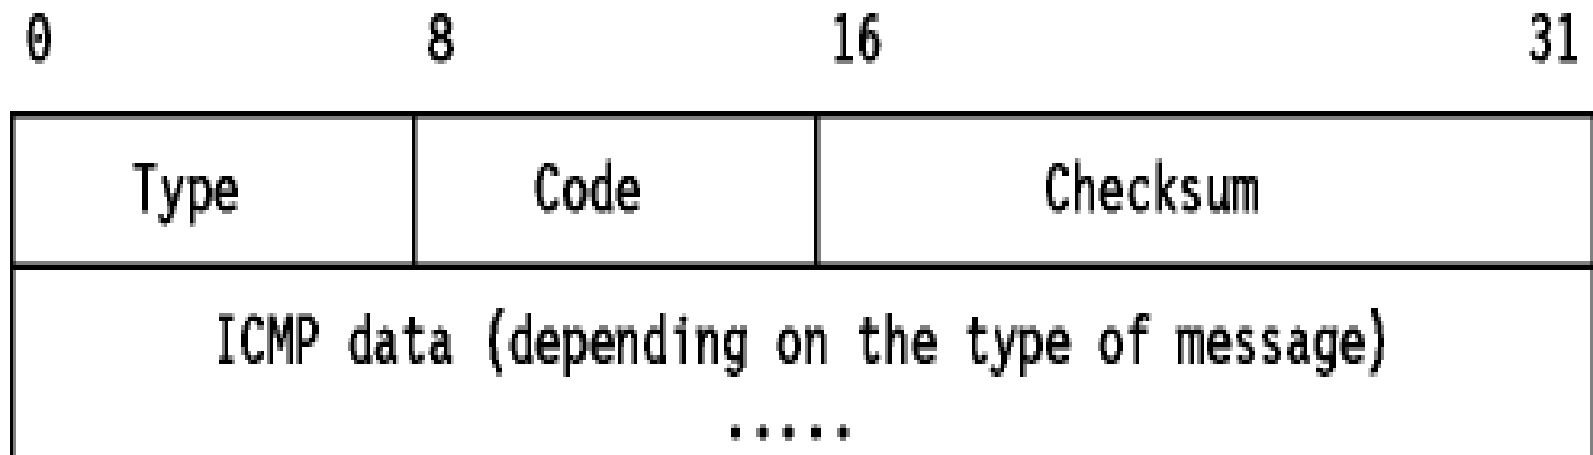 0 8 16 31
Type Code Checksum
ICMP data (depending on the type of message)
.....